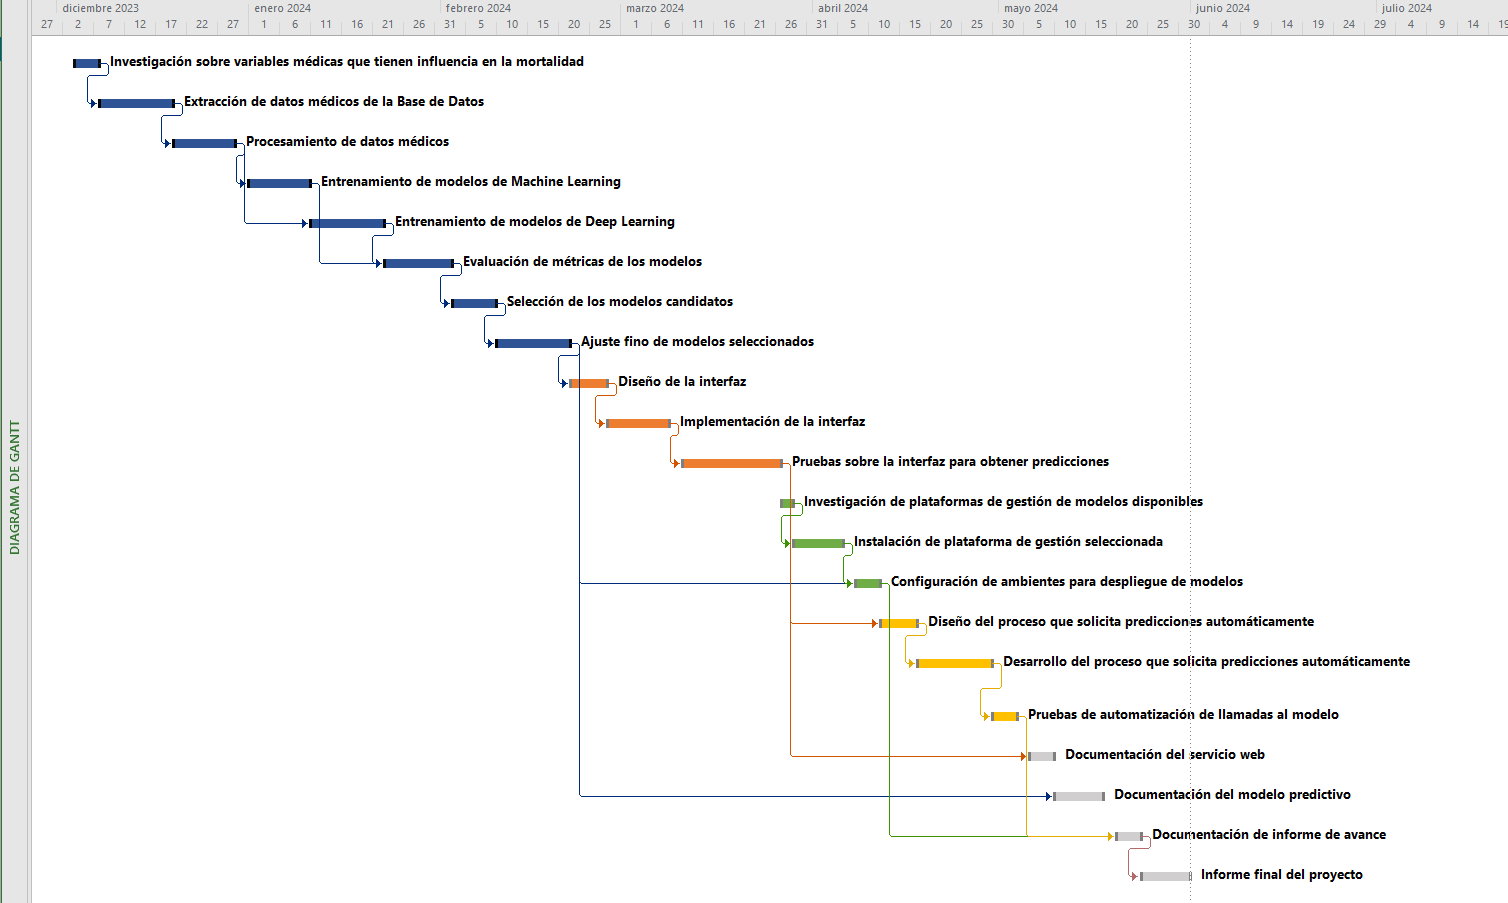 diciembre 2023 enero 2024 febrero 2024 marzo 2024 abril 2024 mayo 2024 junio 2024 julio 2024
27 2 7 12 17 22 27 1 6 11 16 21 26 31 5 10 15 20 25 1 6 11 16 21 26 31 5 10 15 20 25 30 5 10 15 20 25 30 4 9 14 19 24 29 4 9 14 19
Investigación sobre variables médicas que tienen influencia en la mortalidad
Extracción de datos médicos de la Base de Datos
Procesamiento de datos médicos
Entrenamiento de modelos de Machine Learning
Entrenamiento de modelos de Deep Learning
Evaluación de métricas de los modelos
Selección de los modelos candidatos
Ajuste fino de modelos seleccionados
Diseño de la interfaz
Implementación de la interfaz
Pruebas sobre la interfaz para obtener predicciones
Investigación de plataformas de gestión de modelos disponibles
Instalación de plataforma de gestión seleccionada
Configuración de ambientes para despliegue de modelos
Diseño del proceso que solicita predicciones automáticamente
Desarrollo del proceso que solicita predicciones automáticamente
Pruebas de automatización de llamadas al modelo
Documentación del servicio web
Documentación del modelo predictivo
Documentación de informe de avance
Informe final del proyecto
DIAGRAMA DE GANTT